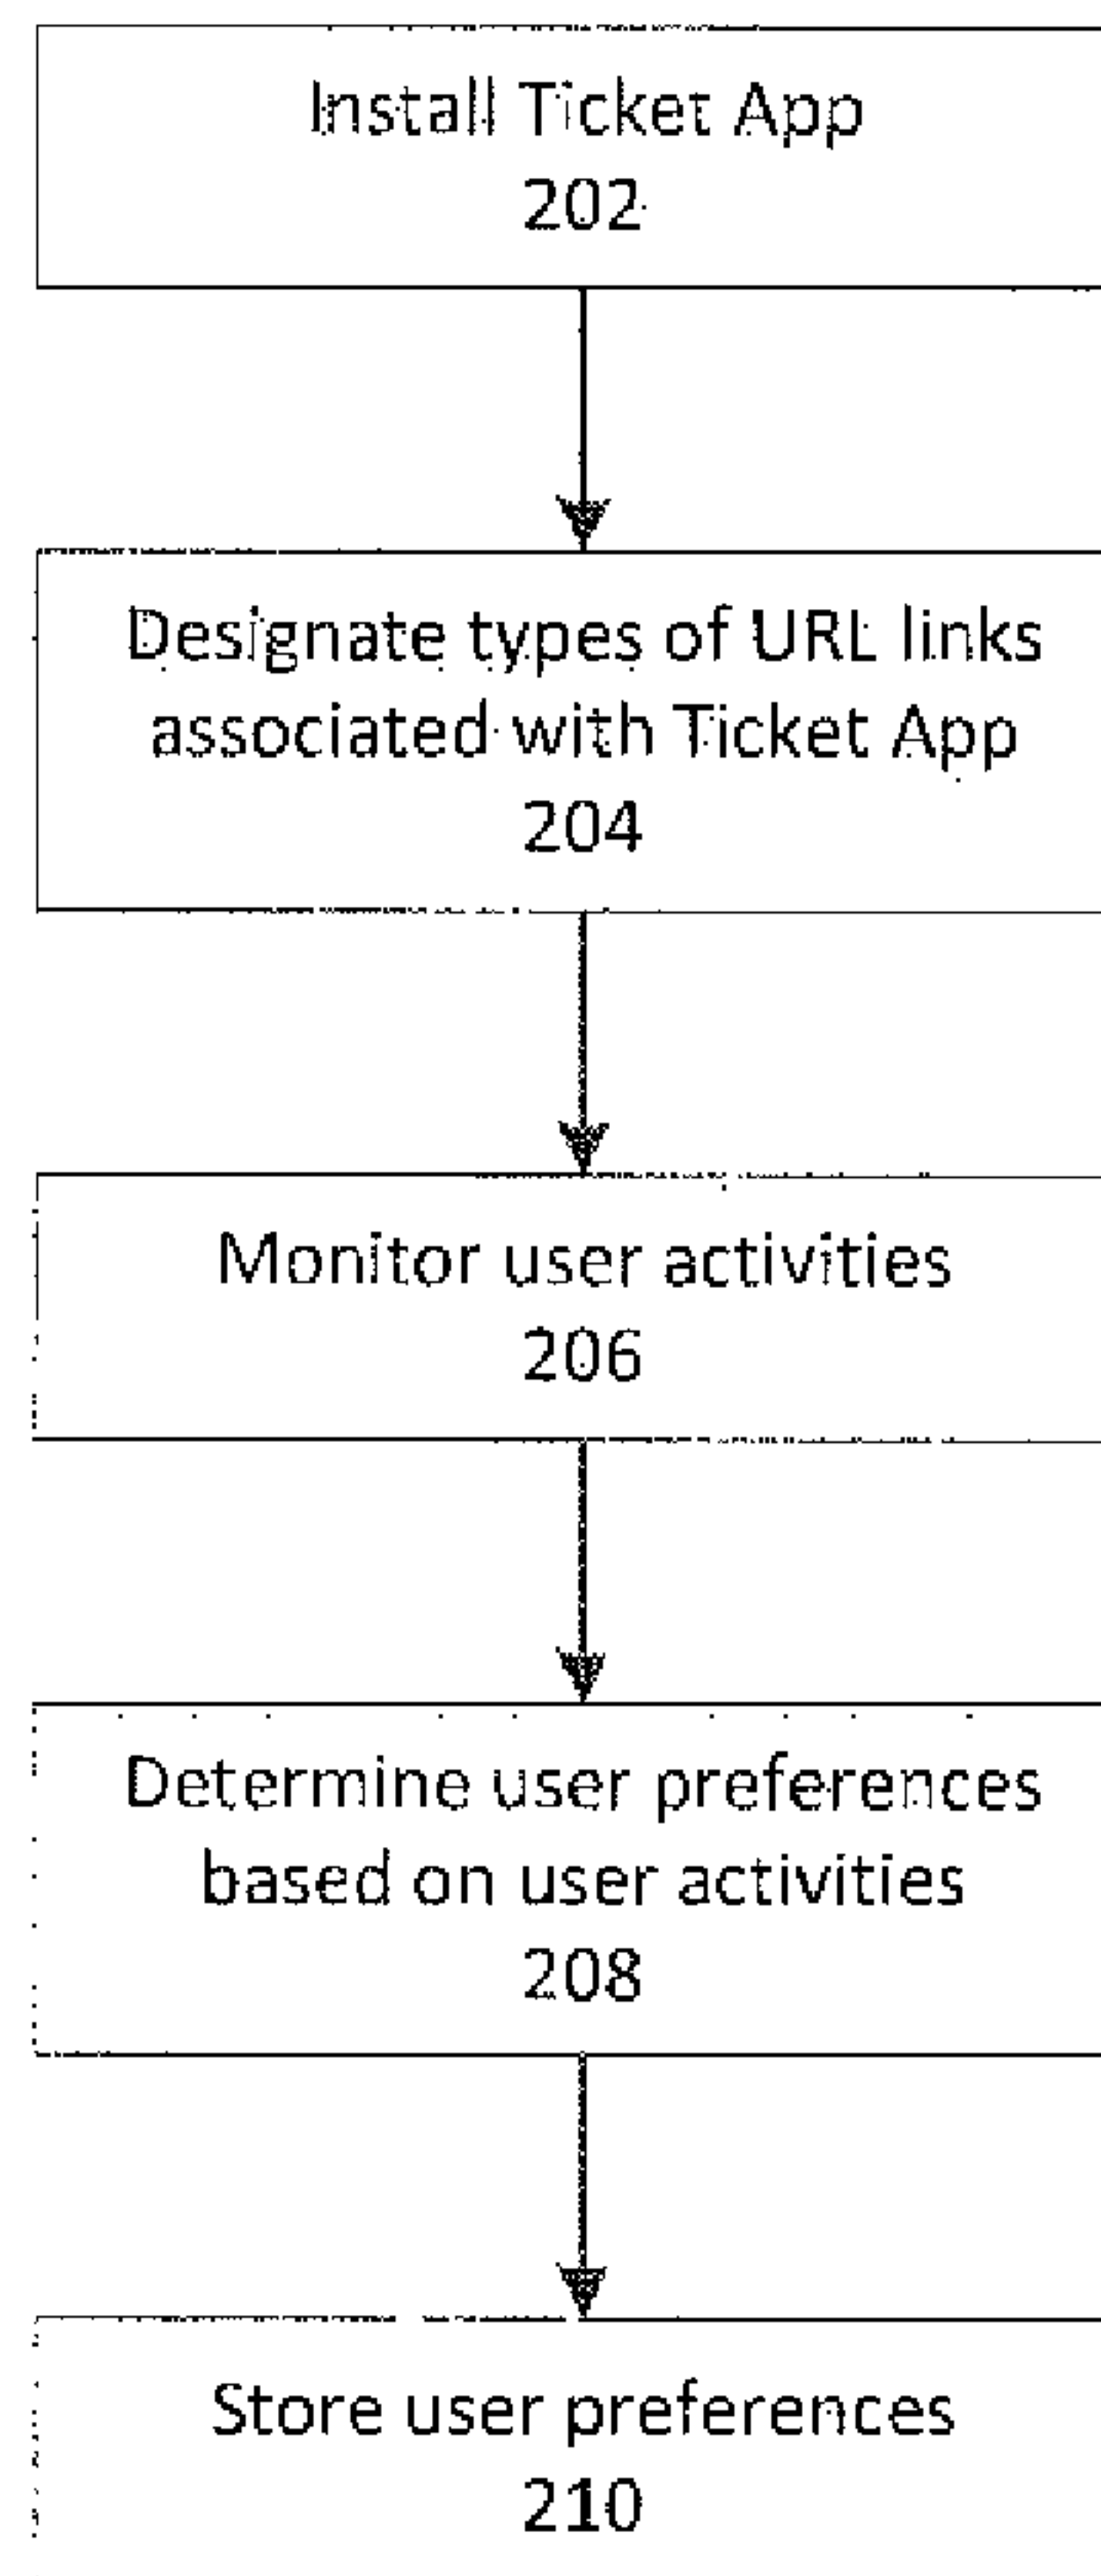 Install Ticket App
202
Designate types of URL links
associated with Ticket App
204
Monitor user activities
206
Determine user preferences
based on user activities
208
Store user preferences
210